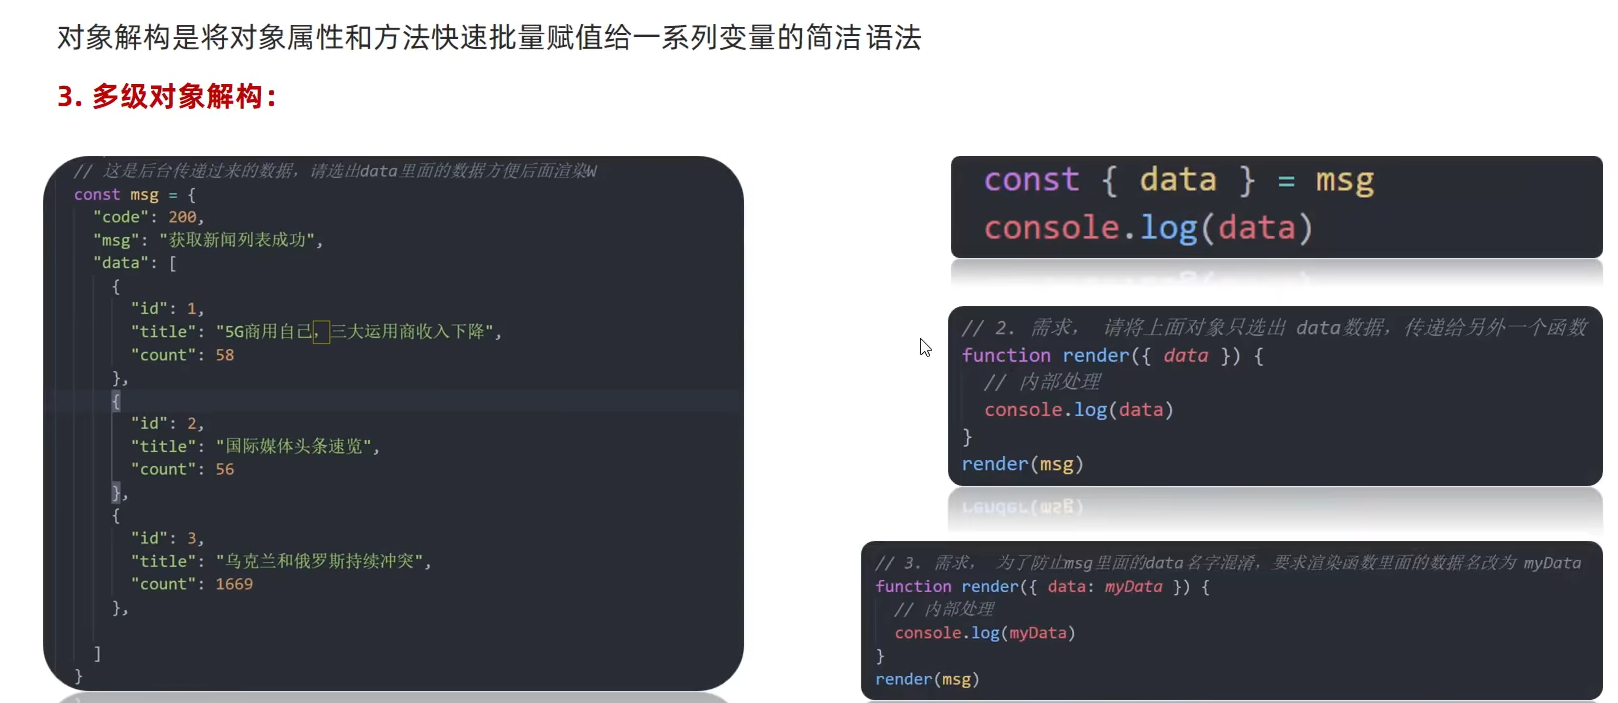 对象解构是将对象属性和方法快速批量赋值给一系列变量的简洁语法
3. 多级对象解构：
// 这是后台传递过来的数据，请选出data里面的数据方便后面渲染W
const msg = {
"code": 200,
"msg": "获取新闻列表成功",
"data": [
{
"id": 1,
"title": "5G商用自己，三大运用商收入下降",
"count": 58
},
{
"id": 2,
"title": "国际媒体头条速览",
"count": 56
},
{
"id": 3,
"title": "乌克兰和俄罗斯持续冲突",
"count": 1669
},
]
}
const { data } = msg
console.log(data)
// 2. 需求， 请将上面对象只选出 data数据，传递给另外一个函数
function render({ data }) {
// 内部处理
console.log(data)
}
render(msg)
// 3. 需求， 为了防止msg里面的data名字混淆，要求渲染函数里面的数据名改为 myData
function render({ data: myData }) {
// 内部处理
console.log(myData)
}
render(msg)